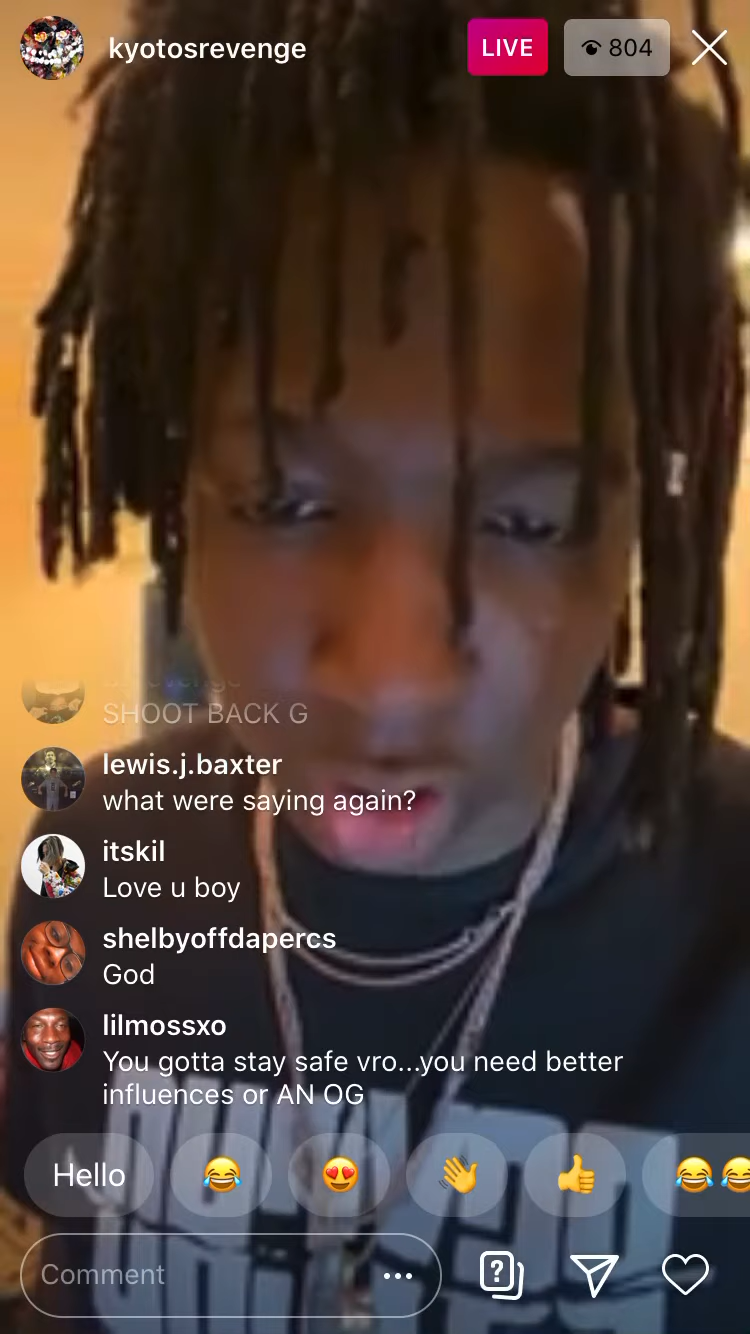 kyotosrevenge
LIVE
804
SHOOT BACK G
lewis.j.baxter
what were saying again?
itskil
Love u boy
shelbyoffdapercs
God
lilmossxo
You gotta stay safe vro...you need better
influences or AN OG
Hello
Comment